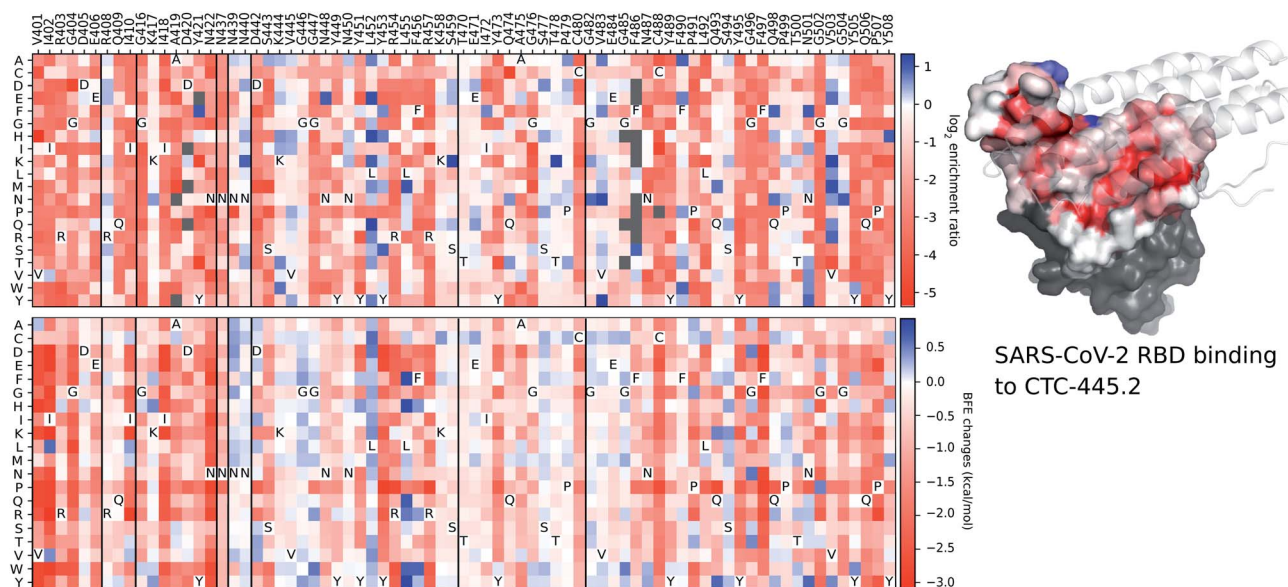 V401 I402 R403 G404 D405 E406 R408 Q409 I410 G416 K417 I418 A419 D420 Y421 N422 N437 N439 N440 D442 S443 K444 V445 G446 G447 N448 Y449 N450 Y451 L452 Y453 R454 L455 F456 R457 K458 S459 T470 E471 I472 Y473 Q474 A475 G476 S477 T478 P479 C480 G482 V483 E484 G485 F486 N487 C488 Y489 F490 P491 L492 Q493 S494 Y495 G496 F497 Q498 P499 T500 N501 G502 V503 G504 Y505 Q506 P507 Y508
A A A
C C C
D D D D
E E E E
F F F F F
G G G G G G G G G G G
H
I I I I I
K K K K
L L L L
M
N N N N N N N N N
P P P P P
Q Q Q Q Q Q
R R R R R
S S S S S
T T T T
V V V V V
W
Y Y Y Y Y Y Y Y Y Y
1
0
-1
-2
-3
-4
-5
log2 enrichment ratio
A A A
C C C
D D D D
E E E E
F F F F F
G G G G G G G G G G G
H
I I I I I
K K K K
L L L L
M
N N N N N N N N N
P P P P P
Q Q Q Q Q Q
R R R R R
S S S S S
T T T T
V V V V V
W
Y Y Y Y Y Y Y Y Y Y
0.5
0.0
−0.5
−1.0
−1.5
−2.0
−2.5
−3.0
BFE changes (kcal/mol)
SARS-CoV-2 RBD binding
to CTC-445.2